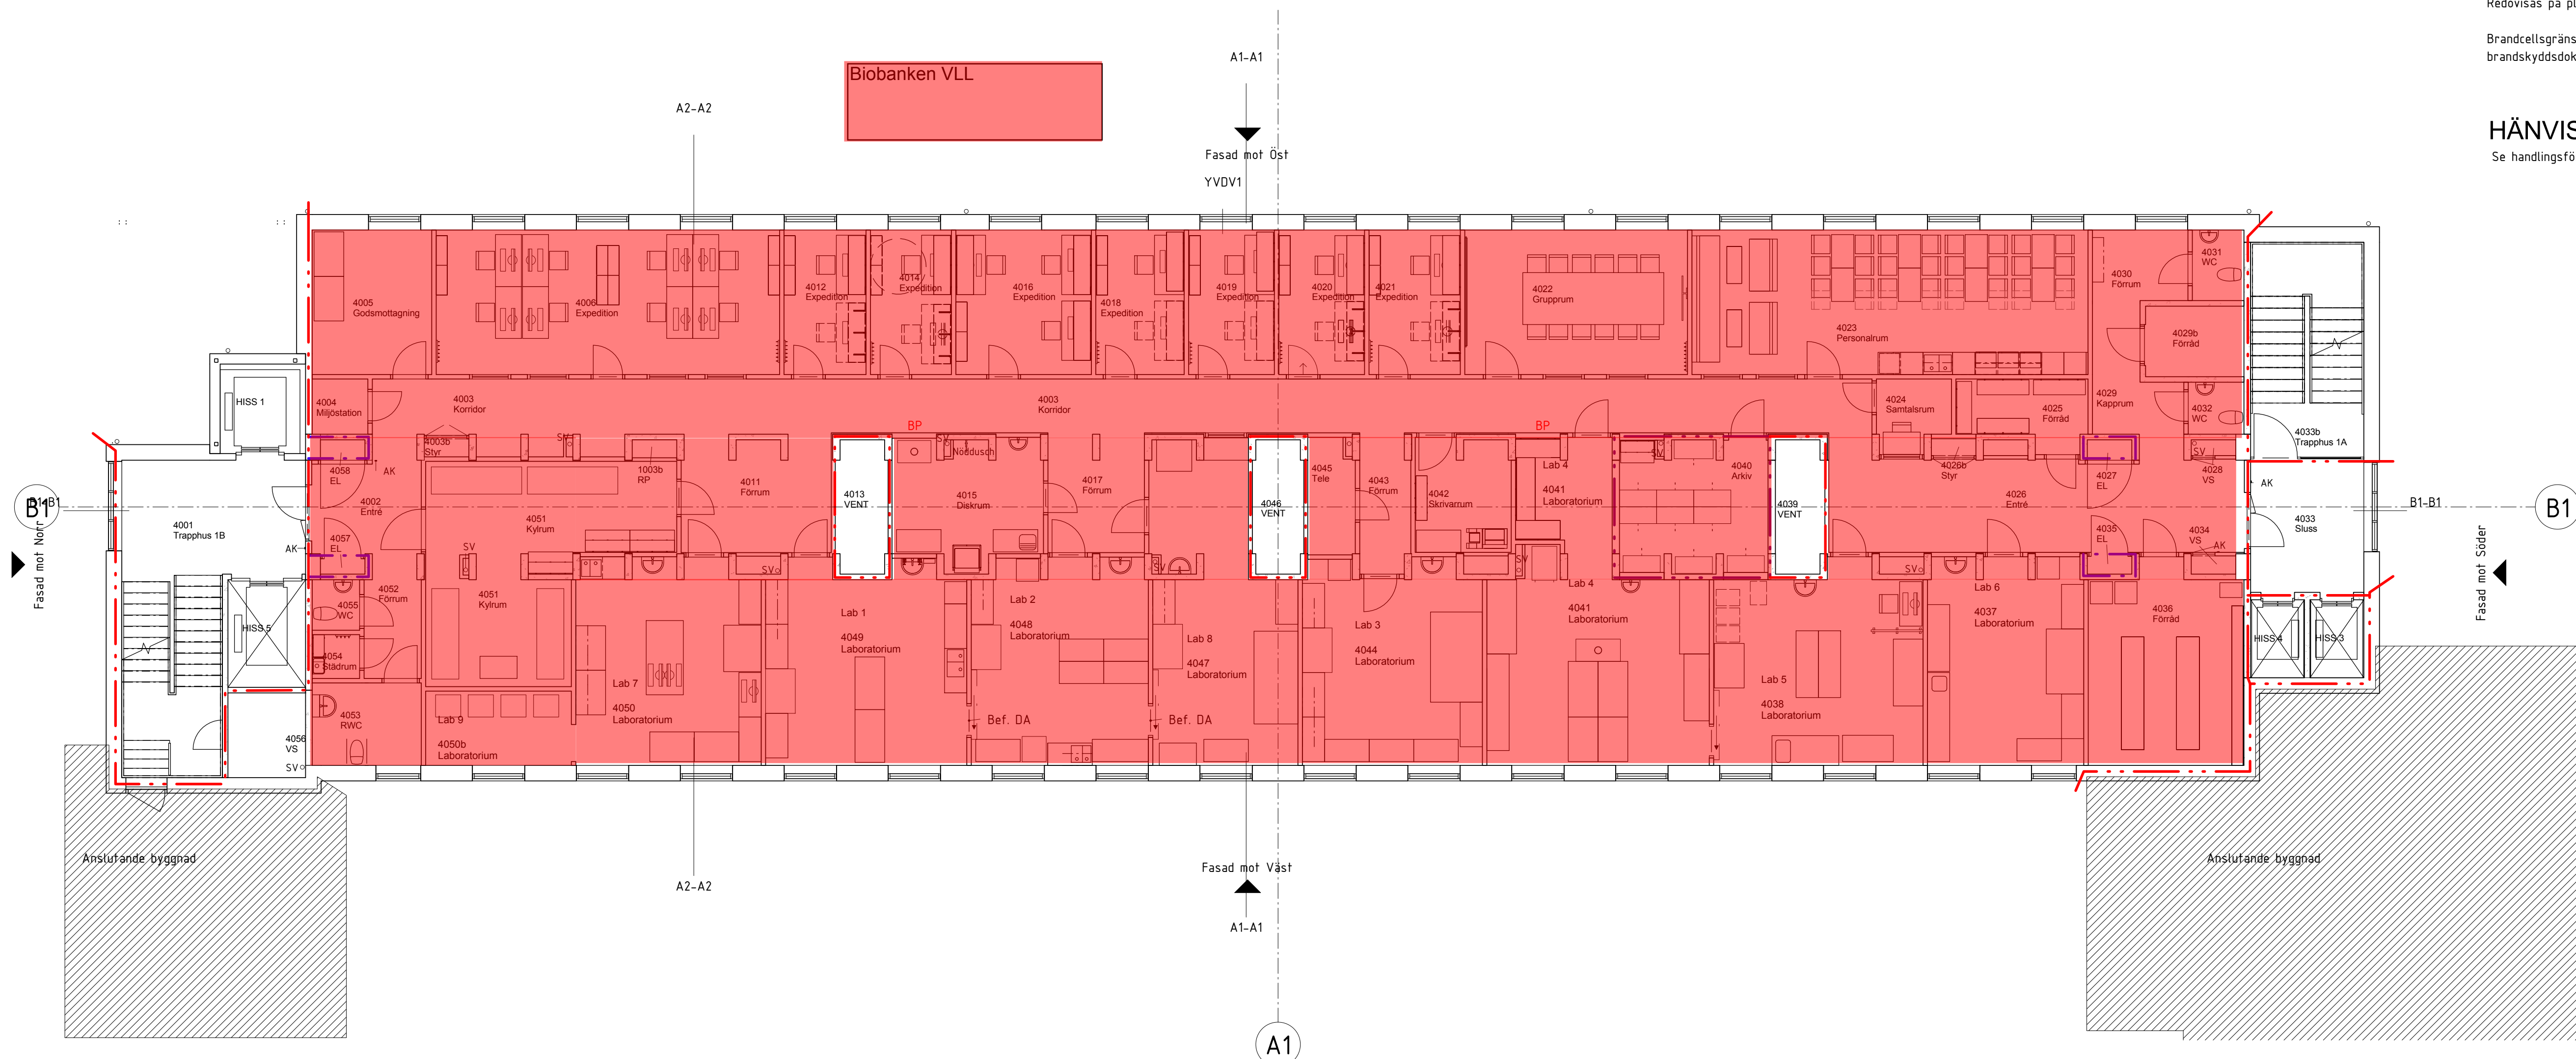 Redovisas på pl
Brandcellsgräns
brandskyddsdok
HÄNVIS
Se handlingsfö
Biobanken VLL
A1-A1
A2-A2
Fasad mot Öst
YVDV1
4005
Godsmottagning
4006
Expedition
4012
Expedition
4014
Expedition
4016
Expedition
4018
Expedition
4019
Expedition
4020
Expedition
4021
Expedition
4022
Grupprum
4023
Personalrum
4030
Förrum
4031
WC
4029b
Förråd
HISS 1
4004
Miljöstation
4003
Korridor
4003
Korridor
4024
Samtalsrum
4025
Förråd
4029
Kapprum
4032
WC
4033b
Trapphus 1A
BP
BP
4003b
Styr
SV
SV
Nöddusch
SV
SV
4058
EL
AK
1003b
RP
4011
Förrum
4013
VENT
4015
Diskrum
4017
Förrum
4046
VENT
4045
Tele
4043
Förrum
4042
Skrivarrum
Lab 4
4041
Laboratorium
4040
Arkiv
4039
VENT
4026b
Styr
4026
Entré
4027
EL
4028
VS
AK
B1
B1-B1
4001
Trapphus 1B
4002
Entré
4051
Kylrum
4033
Sluss
B1-B1
B1
Fasad mot Norr
AK
4057
EL
SV
SV
SV
SV
SV
4035
EL
4034
VS
AK
Fasad mot Söder
4055
WC
4052
Förrum
4051
Kylrum
Lab 1
4049
Laboratorium
Lab 2
4048
Laboratorium
Lab 8
4047
Laboratorium
Lab 3
4044
Laboratorium
Lab 4
4041
Laboratorium
Lab 6
4037
Laboratorium
4036
Förråd
HISS 5
HISS 4
HISS 3
4054
Städrum
Lab 7
4050
Laboratorium
Lab 5
4038
Laboratorium
4053
RWC
Lab 9
4050b
Laboratorium
Bef. DA
Bef. DA
4056
VS
SV
Anslutande byggnad
Anslutande byggnad
Fasad mot Väst
A2-A2
A1-A1
A1